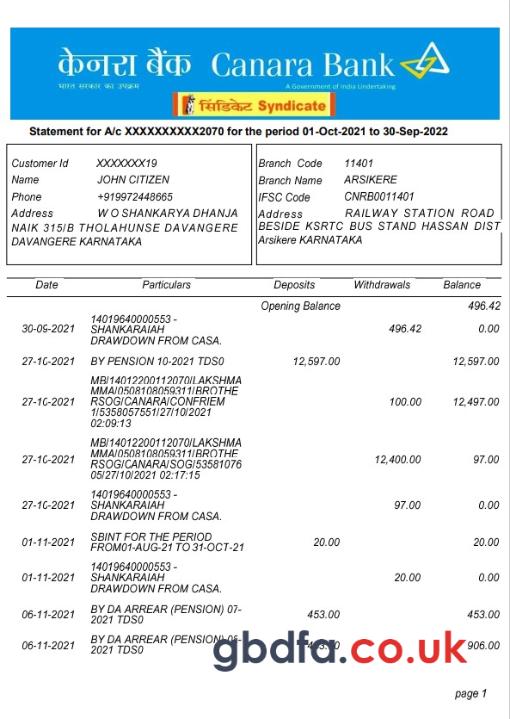 केनरा बैंक Canara Bank
भारत सरकार का उपक्रम A Government of India Undertaking
सिंडिकेट Syndicate
Statement for A/c XXXXXXXXXX2070 for the period 01-Oct-2021 to 30-Sep-2022
Customer Id XXXXXXX19
Name JOHN CITIZEN
Phone +919972448665
Address W O SHANKARYA DHANJA
NAIK 315/B THOLAHUNSE DAVANGERE
DAVANGERE KARNATAKA
Branch Code 11401
Branch Name ARSIKERE
IFSC Code CNRB0011401
Address RAILWAY STATION ROAD
BESIDE KSRTC BUS STAND HASSAN DIST
Arsikere KARNATAKA
Date Particulars Deposits Withdrawals Balance
Opening Balance 496.42
14019640000553 -
30-09-2021 SHANKARAIAH 496.42 0.00
DRAWDOWN FROM CASA.
27-10-2021 BY PENSION 10-2021 TDS0 12,597.00 12,597.00
MB/14012200112070/LAKSHMA
MMA/0508108059311/BROTHE
27-10-2021 RSOG/CANARA/CONFRIEM 100.00 12,497.00
1/5358057551/27/10/2021
02:09:13
MB/14012200112070/LAKSHMA
MMA/0508108059311/BROTHE
27-10-2021 RSOG/CANARA/SOG/53581076 12,400.00 97.00
05/27/10/2021 02:17:15
14019640000553 -
27-10-2021 SHANKARAIAH 97.00 0.00
DRAWDOWN FROM CASA.
01-11-2021 SBINT FOR THE PERIOD 20.00 20.00
FROM01-AUG-21 TO 31-OCT-21
14019640000553 -
01-11-2021 SHANKARAIAH 20.00 0.00
DRAWDOWN FROM CASA.
06-11-2021 BY DA ARREAR (PENSION) 07- 453.00 453.00
2021 TDS0
06-11-2021 BY DA ARREAR (PENSION) 906.00
2021 TDS0
gbdfa.co.uk
page 1